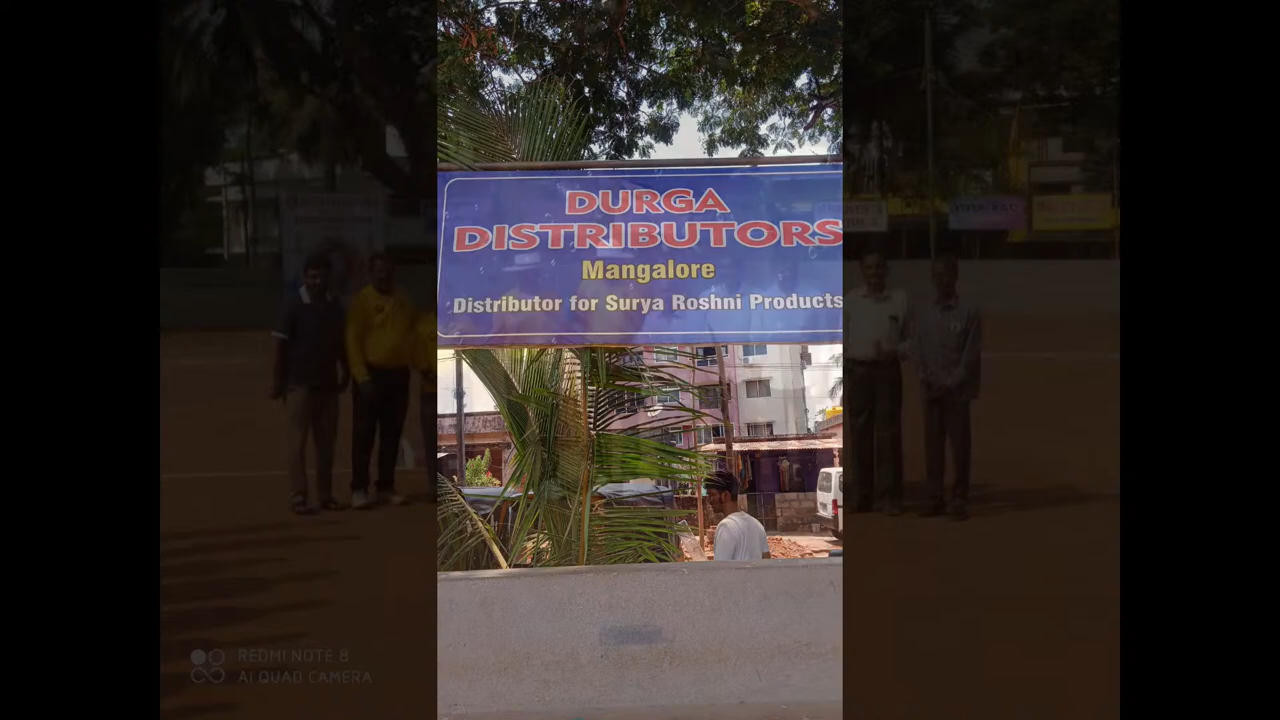 DURGA
DISTRIBUTORS
Mangalore
Distributor for Surya Roshni Products
REDMI NOTE 8
AI QUAD CAMERA